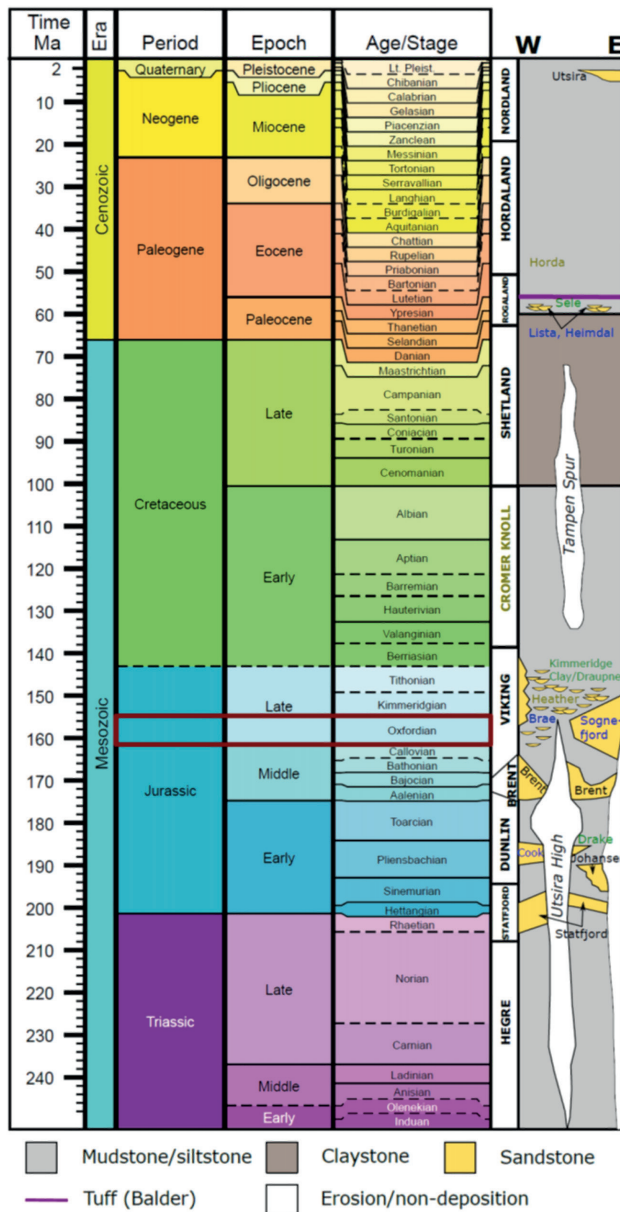 Time
Ma
Era
Period
Epoch
Age/Stage
W
E
2
10
20
30
40
50
60
70
80
90
100
110
120
130
140
150
160
170
180
190
200
210
220
230
240
Cenozoic
Mesozoic
Quaternary
Neogene
Paleogene
Cretaceous
Jurassic
Triassic
Pleistocene
Pliocene
Miocene
Oligocene
Eocene
Paleocene
Late
Early
Late
Middle
Early
Late
Middle
Early
Lt. Pleist.
Chibanian
Calabrian
Gelasian
Piacenzian
Zanclean
Messinian
Tortonian
Serravallian
Langhian
Burdigalian
Aquitanian
Chattian
Rupelian
Priabonian
Bartonian
Lutetian
Ypresian
Thanetian
Selandian
Danian
Maastrichtian
Campanian
Santonian
Coniacian
Turonian
Cenomanian
Albian
Aptian
Barremian
Hauterivian
Valanginian
Berriasian
Tithonian
Kimmeridgian
Oxfordian
Callovian
Bathonian
Bajocian
Aalenian
Toarcian
Pliensbachian
Sinemurian
Hettangian
Rhaetian
Norian
Carnian
Ladinian
Anisian
Olenekian
Induan
NORDLAND
HORDALAND
ROGALAND
SHETLAND
CROMER KNOLL
VIKING
BRENT
DUNLIN
STATFJORD
HEGRE
Utsira
Horda
Sele
Lista, Heimdal
Tampen Spur
Kimmeridge
Clay/Draupne
Heather
Brae
Sogne-
fjord
Brent
Brent
Drake
Cook
Johanse
Utsira High
Statfjord
Mudstone/siltstone
Claystone
Sandstone
Tuff (Balder)
Erosion/non-deposition